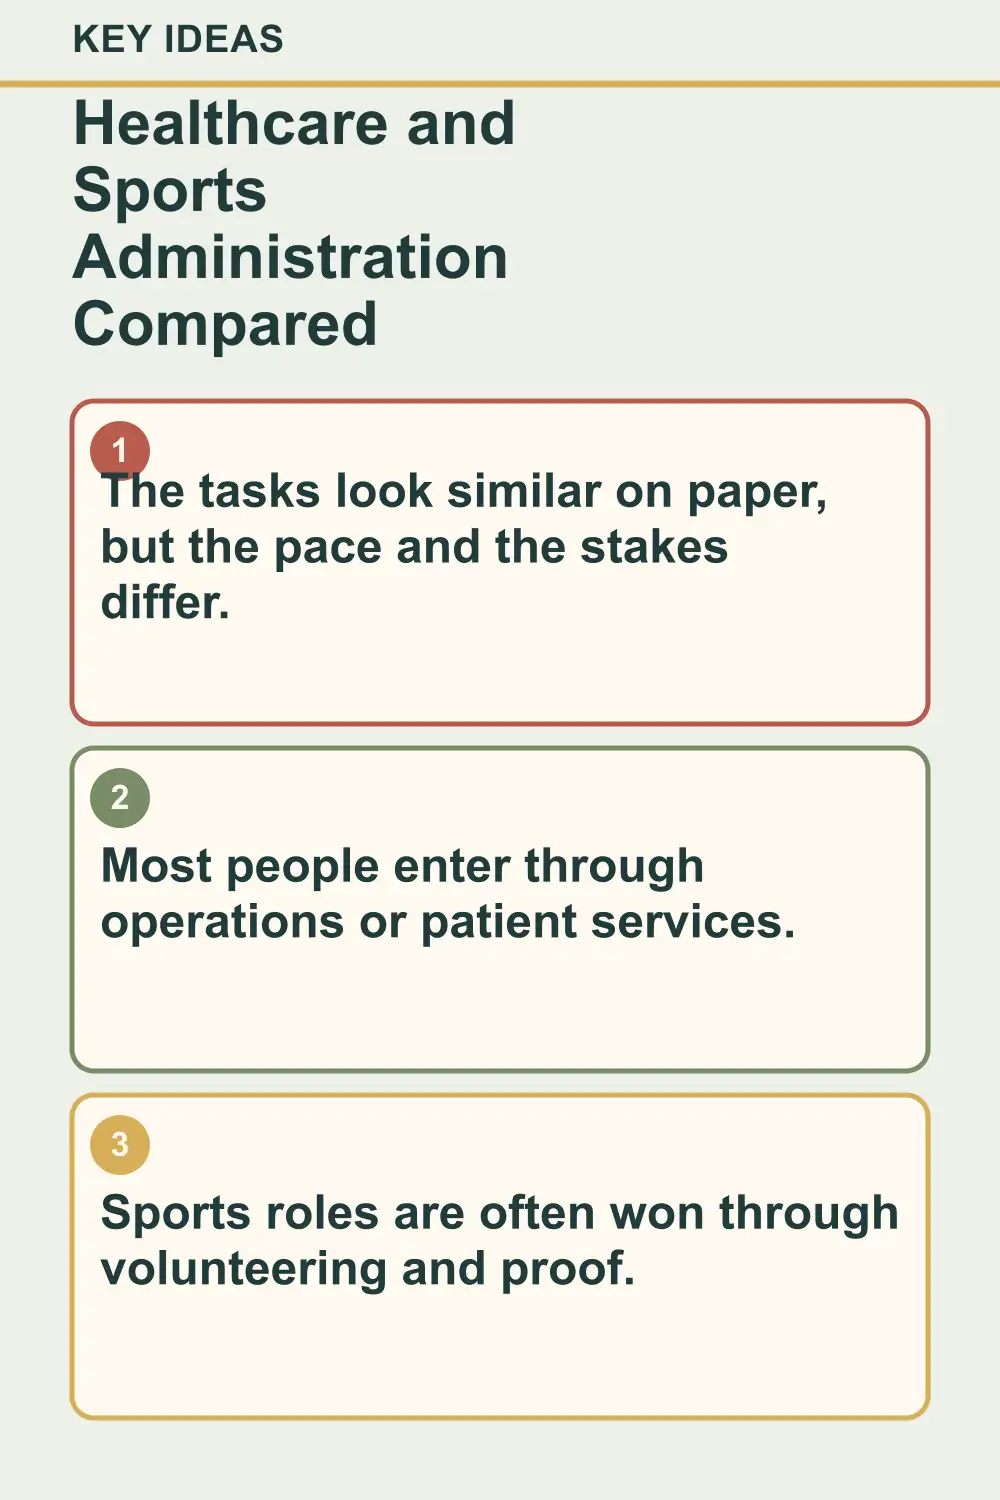 KEY IDEAS
Healthcare and
Sports
Administration
Compared
1
The tasks look similar on paper,
but the pace and the stakes
differ.
2
Most people enter through
operations or patient services.
3
Sports roles are often won through
volunteering and proof.